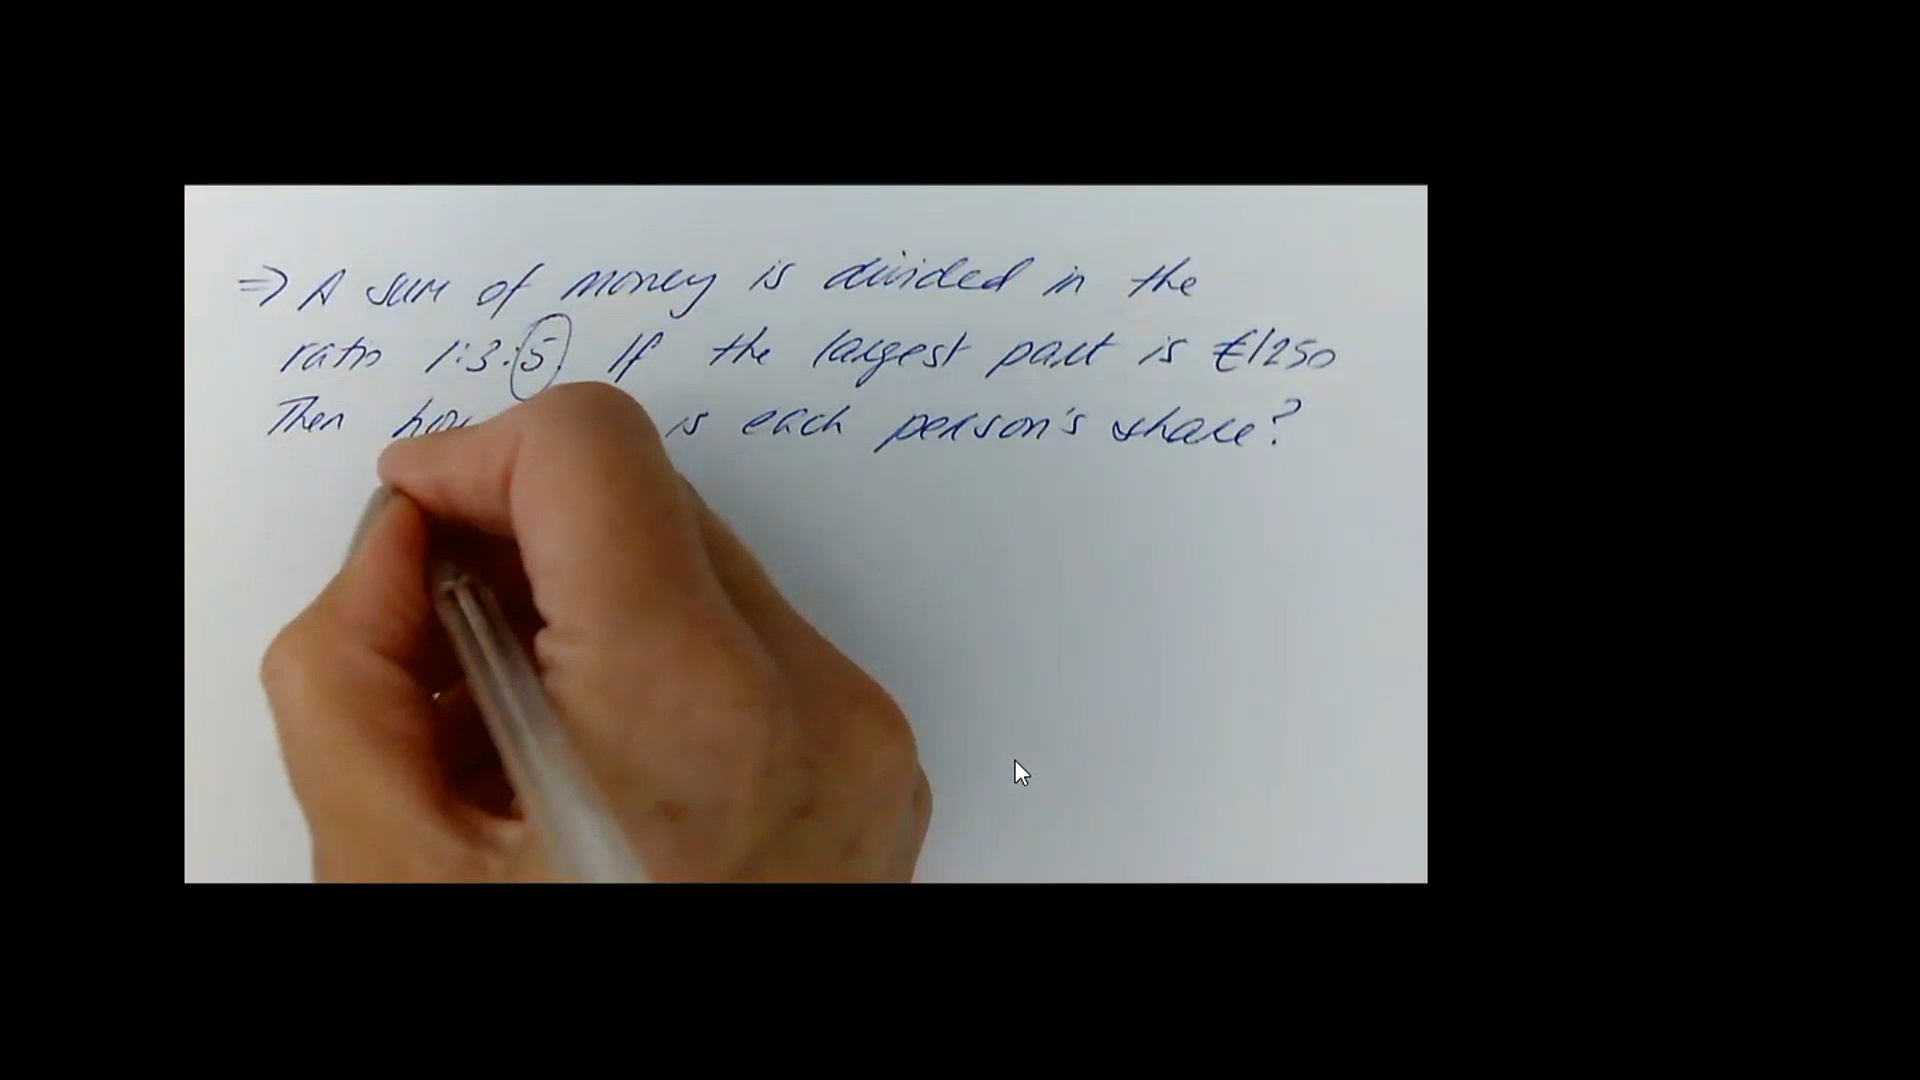 ⇒ A sum of money is divided in the
ratio 1:3:5. If the largest part is €1250
Then is each person's share?